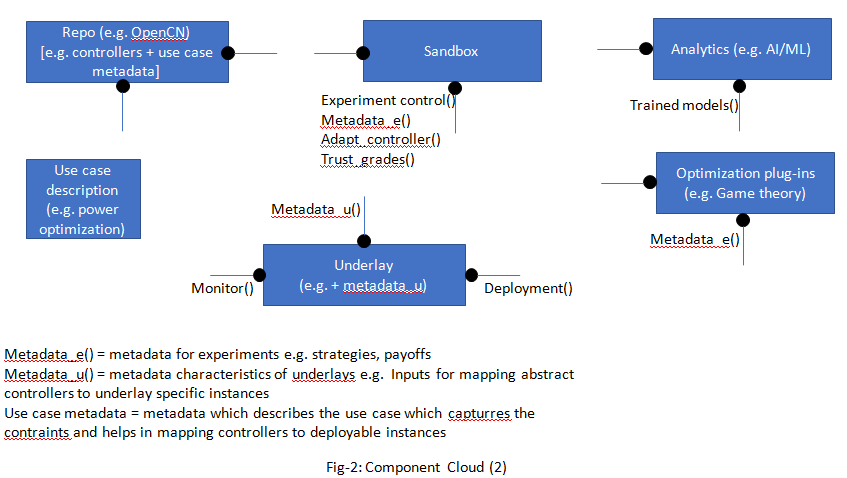 Repo (e.g. OpenCN)
[e.g. controllers + use case
metadata]
Sandbox
Analytics (e.g. AI/ML)
Experiment control()
Metadata_e()
Adapt_controller()
Trust_grades()
Trained models()
Use case
description
(e.g. power
optimization)
Optimization plug-ins
(e.g. Game theory)
Metadata_u()
Metadata_e()
Underlay
(e.g. + metadata_u)
Monitor()
Deployment()
Metadata_e() = metadata for experiments e.g. strategies, payoffs
Metadata_u() = metadata characteristics of underlays e.g. Inputs for mapping abstract
controllers to underlay specific instances
Use case metadata = metadata which describes the use case which capturres the
contraints and helps in mapping controllers to deployable instances
Fig-2: Component Cloud (2)